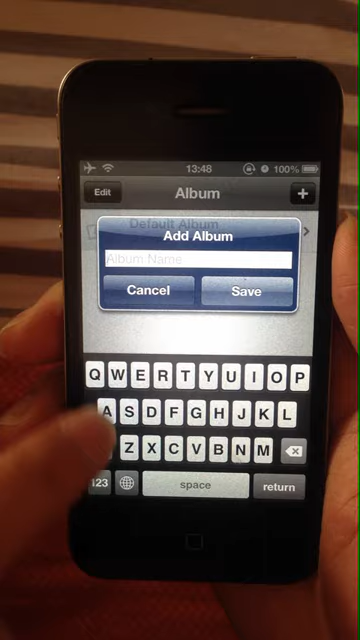 13:48 100%
Edit Album +
Default Album
Add Album
Album Name
Cancel Save
Q W E R T Y U I O P
A S D F G H J K L
Z X C V B N M
123 space return